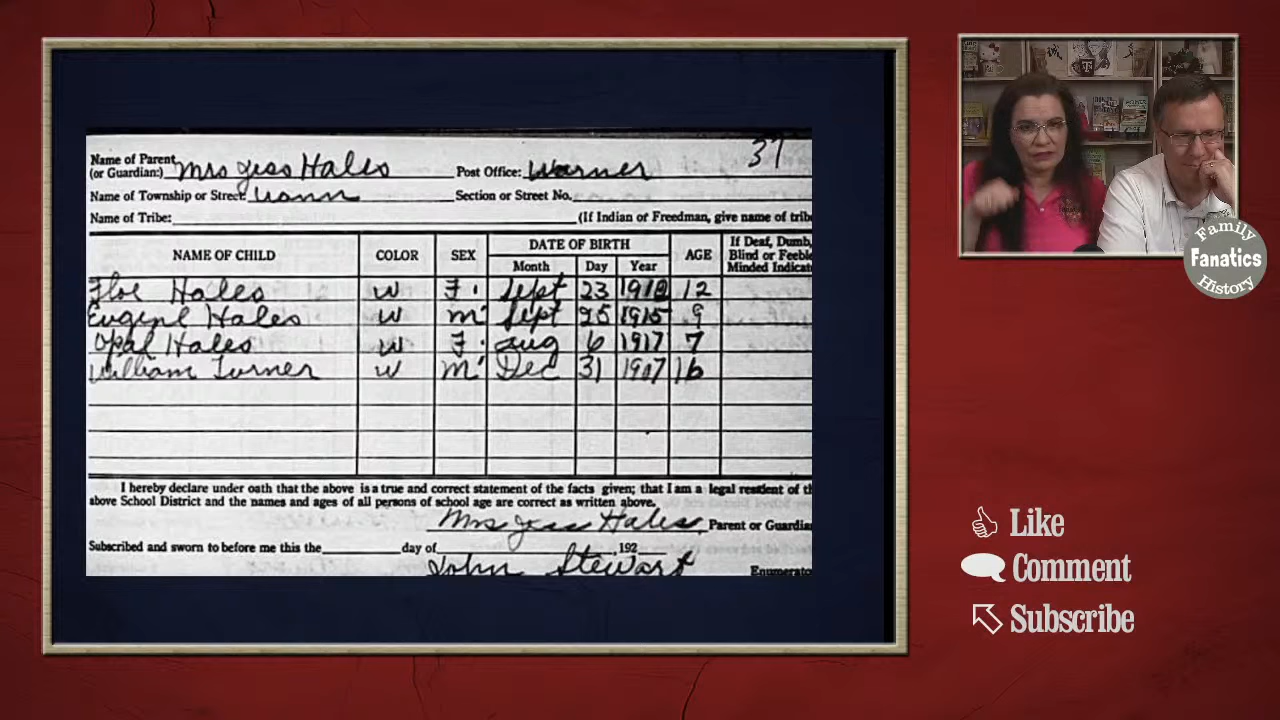 37
Name of Parent (or Guardian:) Mrs Jess Hales Post Office: Warner
Name of Township or Street: Vann Section or Street No.
Name of Tribe: (If Indian of Freedman, give name of trib
NAME OF CHILD COLOR SEX DATE OF BIRTH AGE If Deaf, Dumb, Blind or Feeble Minded Indicat
Month Day Year
Floe Hales W F. Sept 23 1912 12
Eugene Hales W M Sept 25 1915 9
Opal Hales W F. Aug 6 1917 7
William Turner W M Dec 31 1907 16
I hereby declare under oath that the above is a true and correct statement of the facts given; that I am a legal resident of th
above School District and the names and ages of all persons of school age are correct as written above.
Mrs Jess Hales Parent or Guardia
Subscribed and sworn to before me this the day of , 192
John Stewart Enumerato
Family
Fanatics
History
Like
Comment
Subscribe